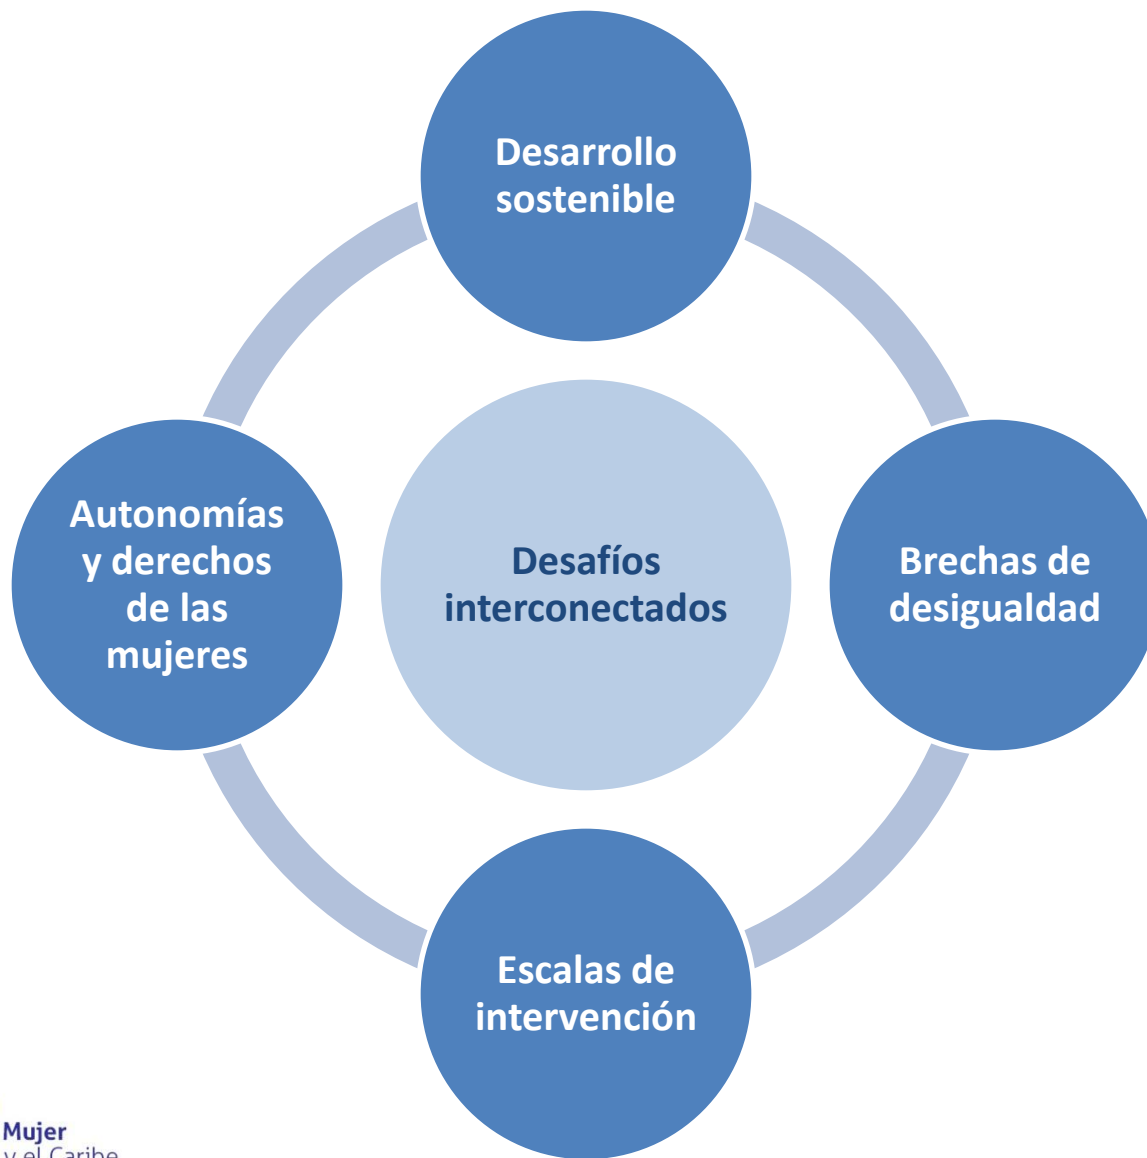 Desarrollo
sostenible
Autonomías
y derechos
de las
mujeres
Desafíos
interconectados
Brechas de
desigualdad
Escalas de
intervención
Mujer
y el Caribe